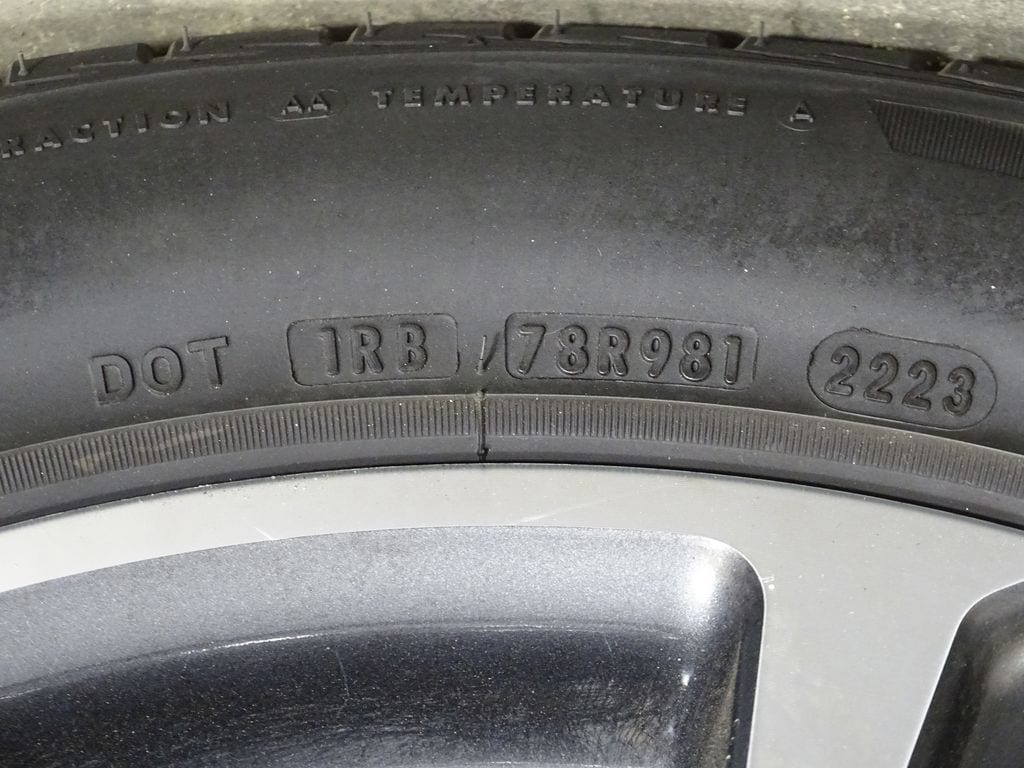 RACTION AA TEMPERATURE A
DOT 1RB 78R981 2223